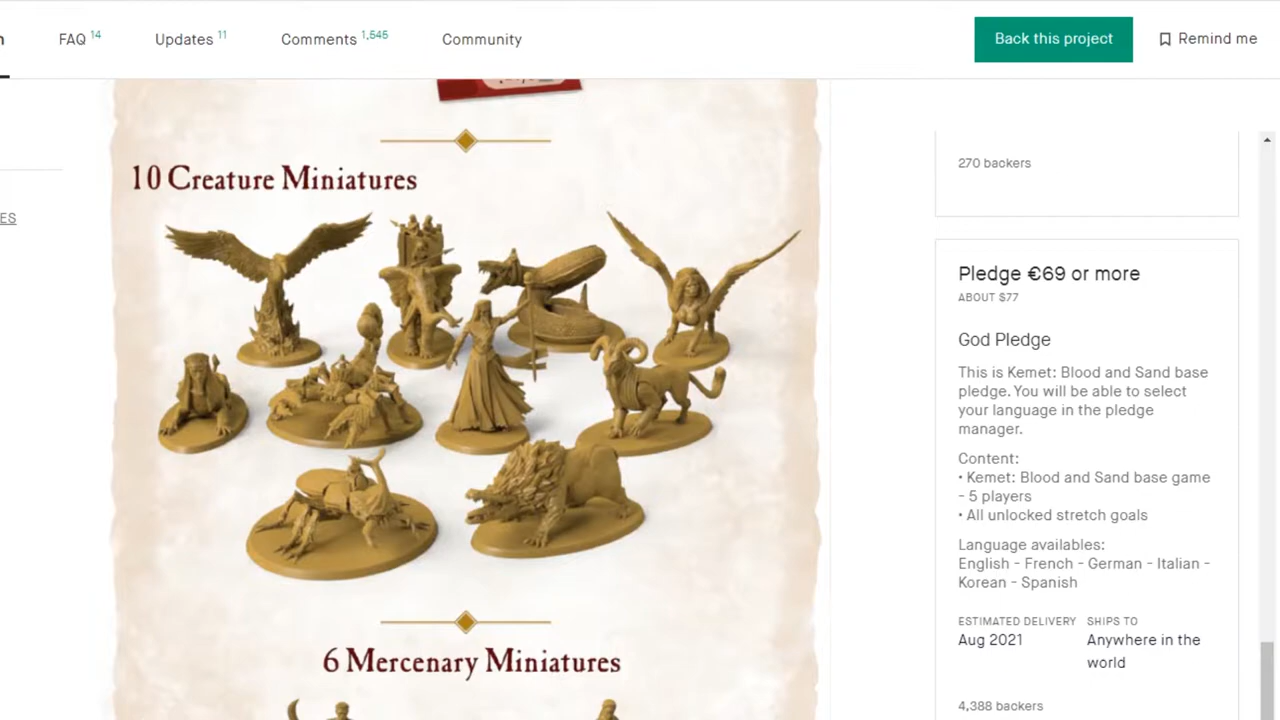 FAQ 14
Updates 11
Comments 1,545
Community
Back this project
Remind me
ES
10 Creature Miniatures
6 Mercenary Miniatures
270 backers
Pledge €69 or more
ABOUT $77
God Pledge
This is Kemet: Blood and Sand base
pledge. You will be able to select
your language in the pledge
manager.
Content:
• Kemet: Blood and Sand base game
- 5 players
• All unlocked stretch goals
Language availables:
English - French - German - Italian -
Korean - Spanish
ESTIMATED DELIVERY
Aug 2021
SHIPS TO
Anywhere in the
world
4,388 backers